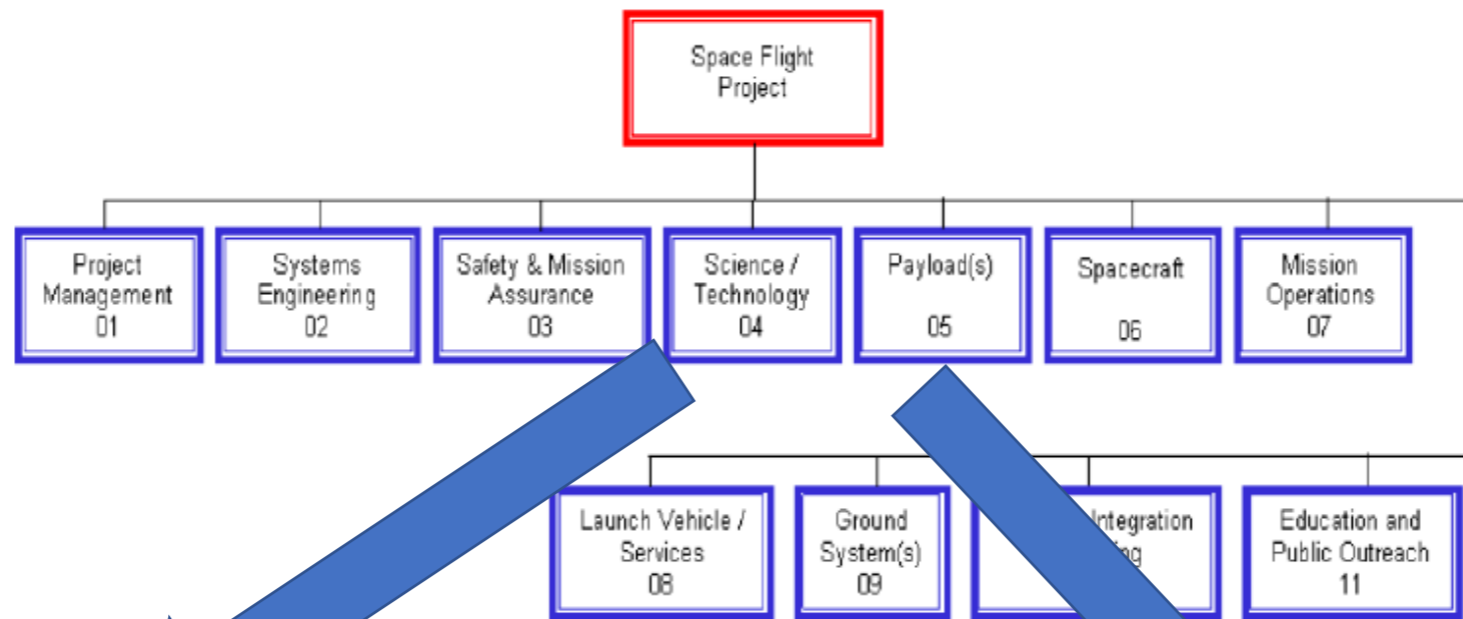 Space Flight
Project
Project
Management
01
Systems
Engineering
02
Safety & Mission
Assurance
03
Science /
Technology
04
Payload(s)
05
Spacecraft
06
Mission
Operations
07
Launch Vehicle /
Services
08
Ground
System(s)
09
Integration
Education and
Public Outreach
11